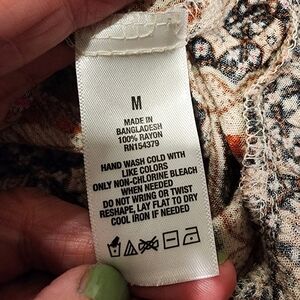 M
MADE IN
BANGLADESH
100% RAYON
RN154379
HAND WASH COLD WITH
LIKE COLORS
ONLY NON-CHLORINE BLEACH
WHEN NEEDED
DO NOT WRING OR TWIST
RESHAPE, LAY FLAT TO DRY
COOL IRON IF NEEDED